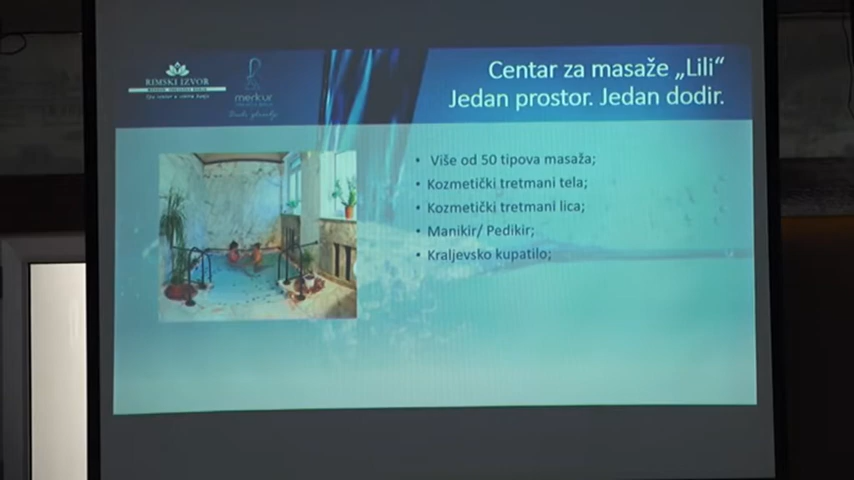 Centar za masaže „Lili“
Jedan prostor. Jedan dodir.
RIMSKI IZVOR
merkur
• Više od 50 tipova masaža;
• Kozmetički tretmani tela;
• Kozmetički tretmani lica;
• Manikir/ Pedikir;
• Kraljevsko kupatilo;